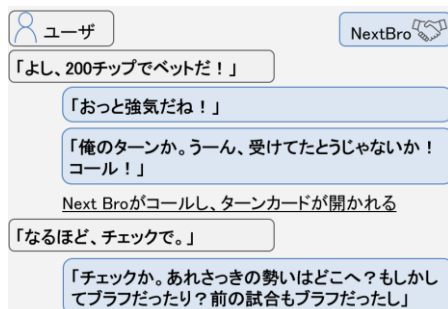 ユーザ
NextBro
「よし、200チップでベットだ！」
「おっと強気だね！」
「俺のターンか。うーん、受けてたとうじゃないか！
コール！」
Next Broがコールし、ターンカードが開かれる
「なるほど、チェックで。」
「チェックか。あれさっきの勢いはどこへ？もしかし
てブラフだったり？前の試合もブラフだったし」